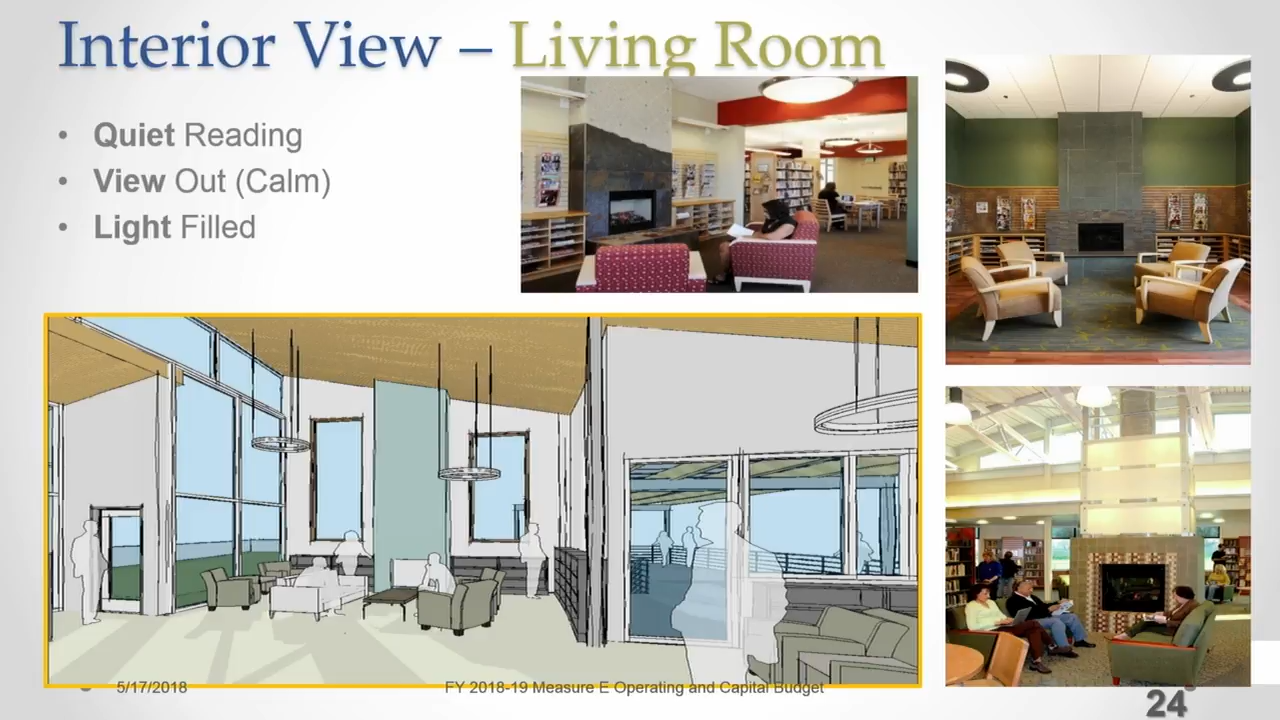 Interior View – Living Room
• Quiet Reading
• View Out (Calm)
• Light Filled
5/17/2018
FY 2018-19 Measure E Operating and Capital Budget
24